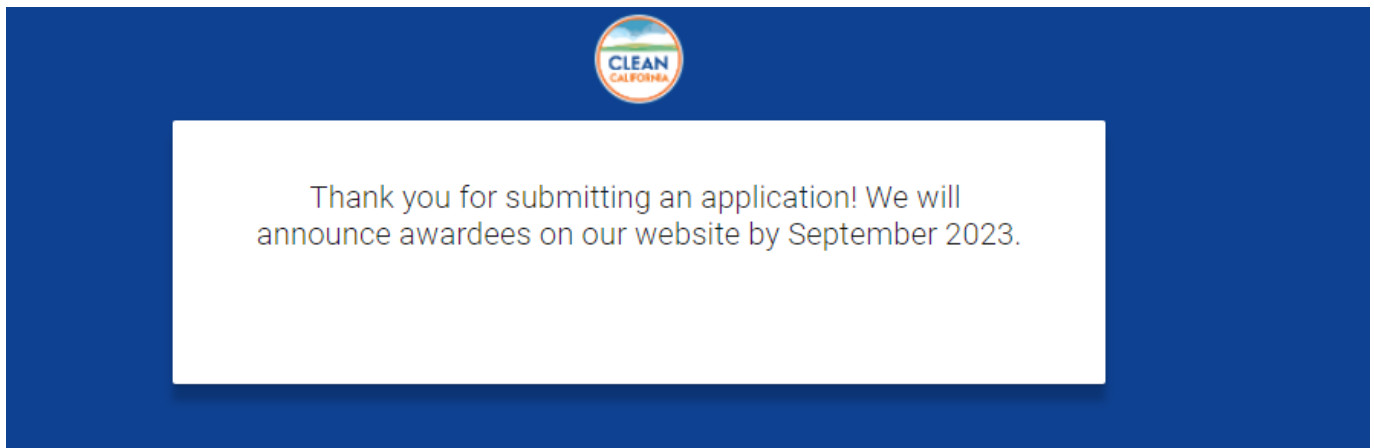 CLEAN
CALIFORNIA
Thank you for submitting an application! We will
announce awardees on our website by September 2023.